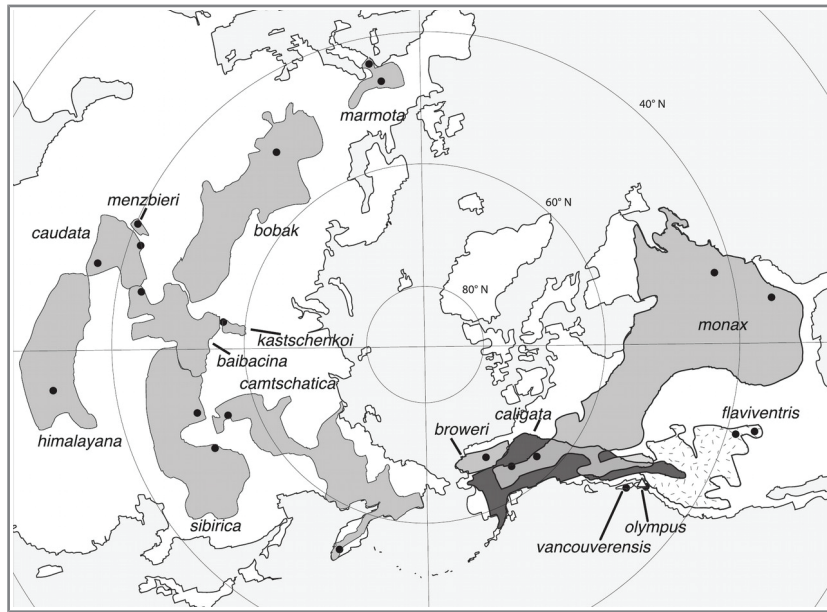 40° N
marmota
menzbieri
60° N
caudata
bobak
80° N
monax
kastschenkoi
baibacina
camtschatica
caligata
flaviventris
broweri
himalayana
olympus
sibirica
vancouverensis